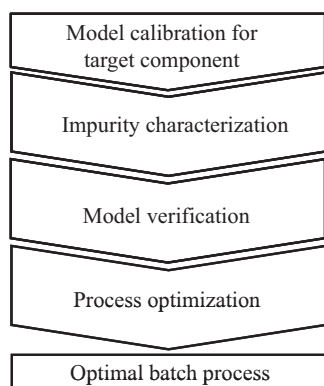 Model calibration for
target component
Impurity characterization
Model verification
Process optimization
Optimal batch process